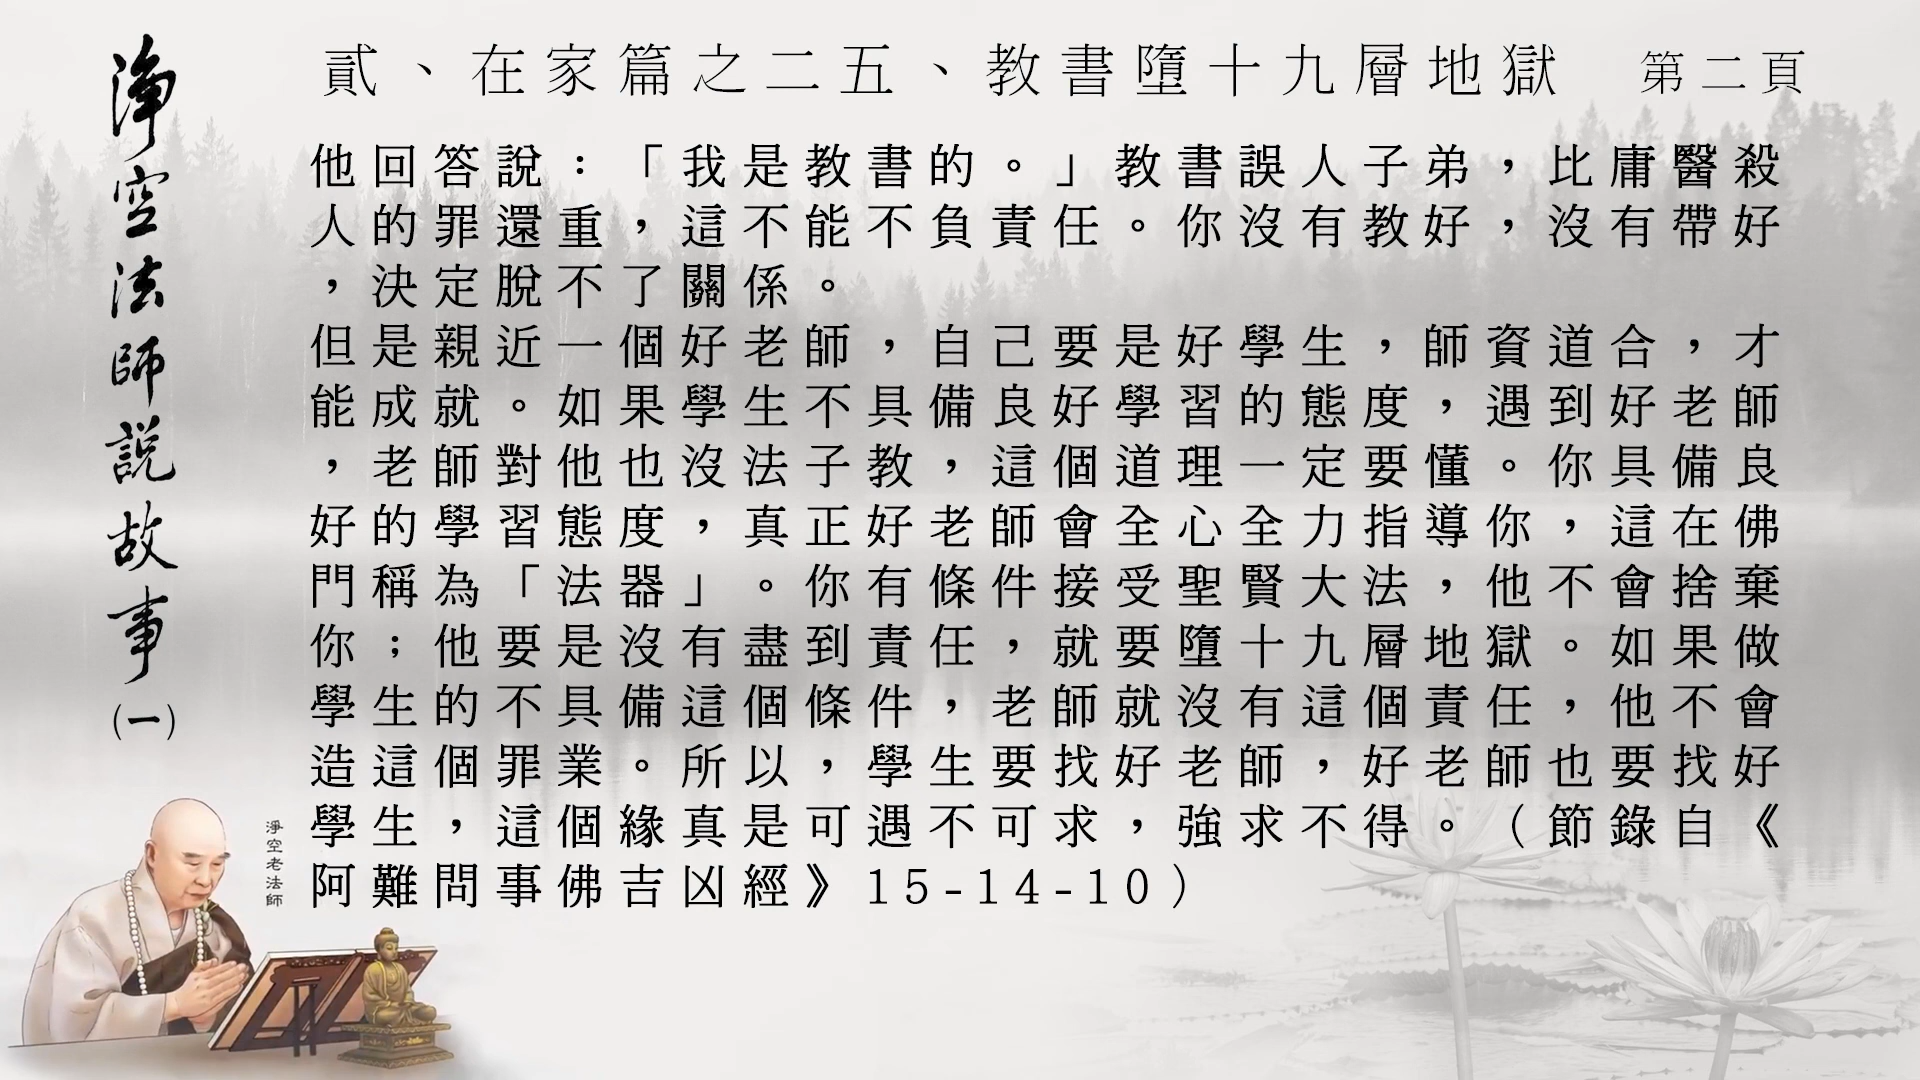 淨空法師說故事(一)
貳、在家篇之二五、教書墮十九層地獄 第二頁
他回答說：「我是教書的。」教書誤人子弟，比庸醫殺
人的罪還重，這不能不負責任。你沒有教好，沒有帶好
，決定脫不了關係。
但是親近一個好老師，自己要是好學生，師資道合，才
能成就。如果學生不具備良好學習的態度，遇到好老師
，老師對他也沒法子教，這個道理一定要懂。你具備良
好的學習態度，真正好老師會全心全力指導你，這在佛
門稱為「法器」。你有條件接受聖賢大法，他不會捨棄
你；他要是沒有盡到責任，就要墮十九層地獄。如果做
學生的不具備這個條件，老師就沒有這個責任，他不會
造這個罪業。所以，學生要找好老師，好老師也要找好
學生，這個緣真是可遇不可求，強求不得。（節錄自《
阿難問事佛吉凶經》15-14-10）
淨空老法師